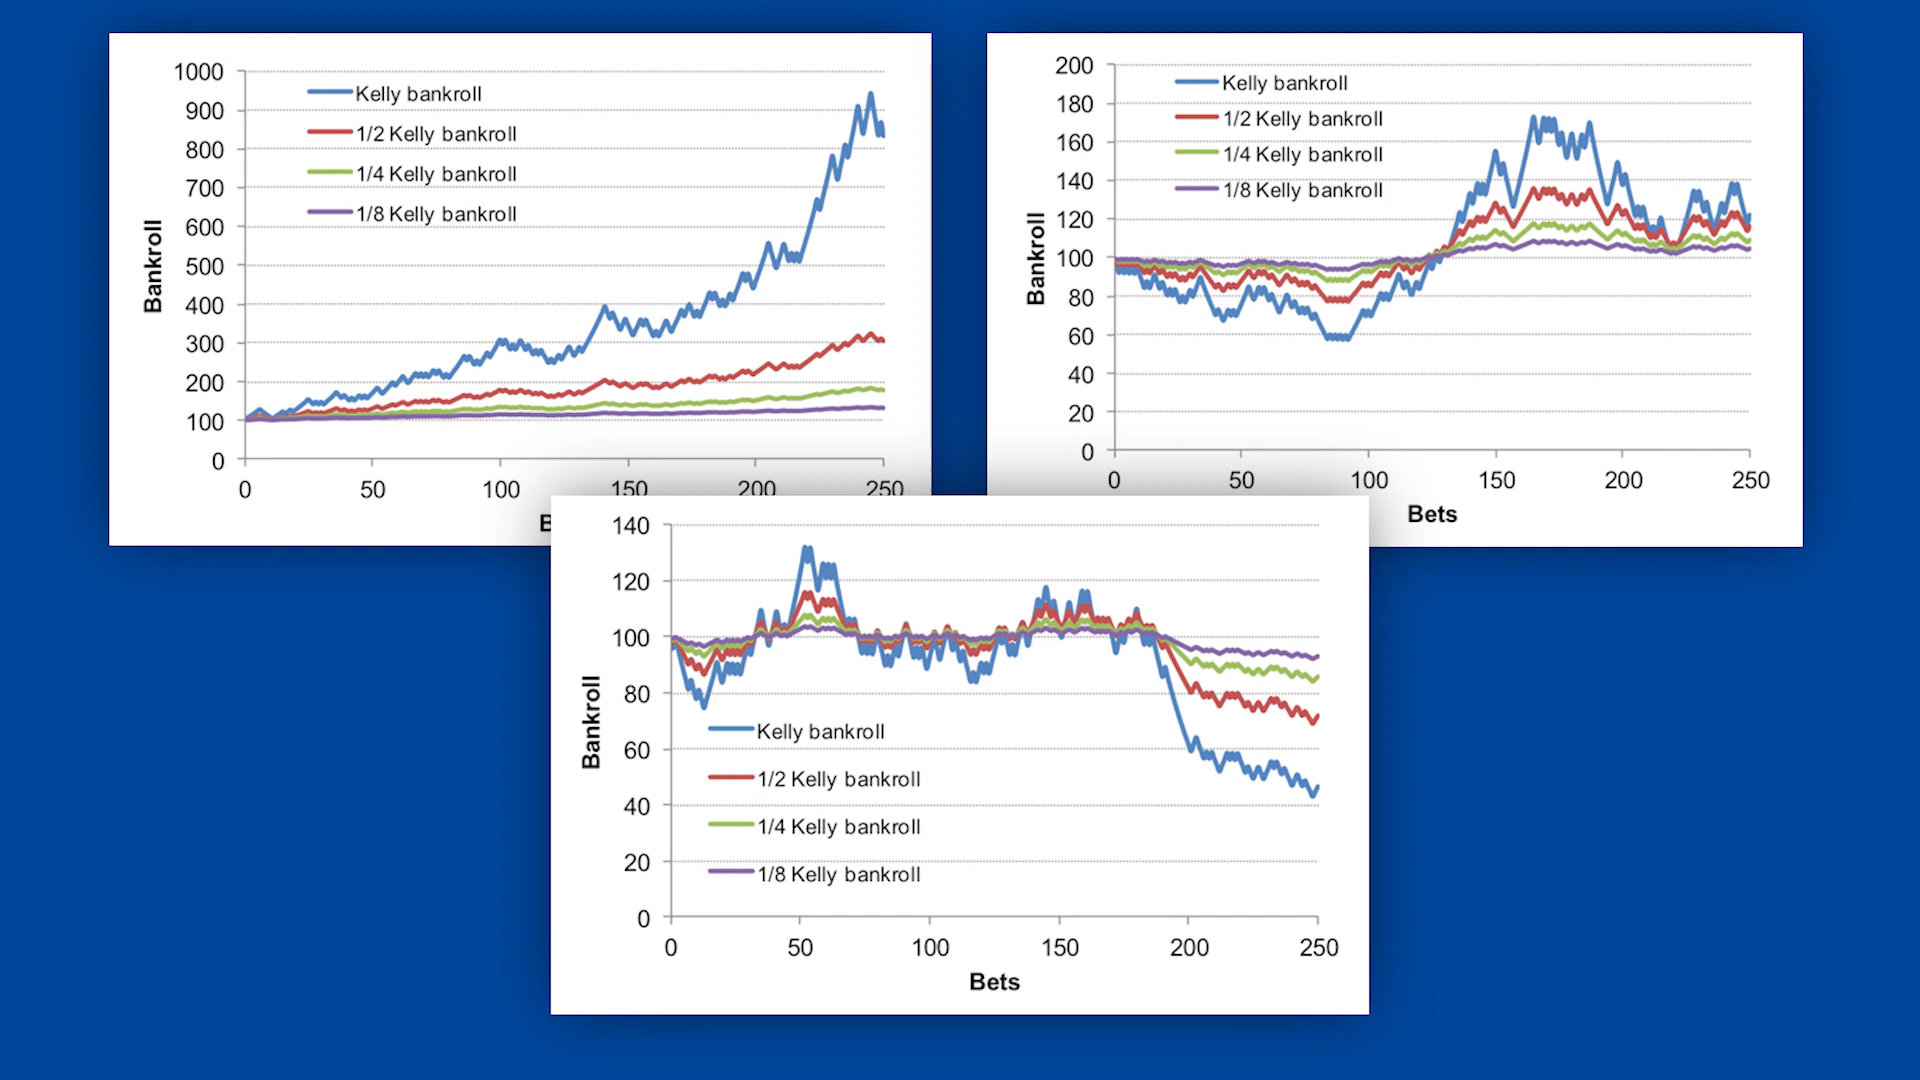 1000
900
800
700
600
500
400
300
200
100
0
Bankroll
Kelly bankroll
1/2 Kelly bankroll
1/4 Kelly bankroll
1/8 Kelly bankroll
0 50 100 150 200 250
B
200
180
160
140
120
100
80
60
40
20
0
Bankroll
Kelly bankroll
1/2 Kelly bankroll
1/4 Kelly bankroll
1/8 Kelly bankroll
0 50 100 150 200 250
Bets
140
120
100
80
60
40
20
0
Bankroll
Kelly bankroll
1/2 Kelly bankroll
1/4 Kelly bankroll
1/8 Kelly bankroll
0 50 100 150 200 250
Bets